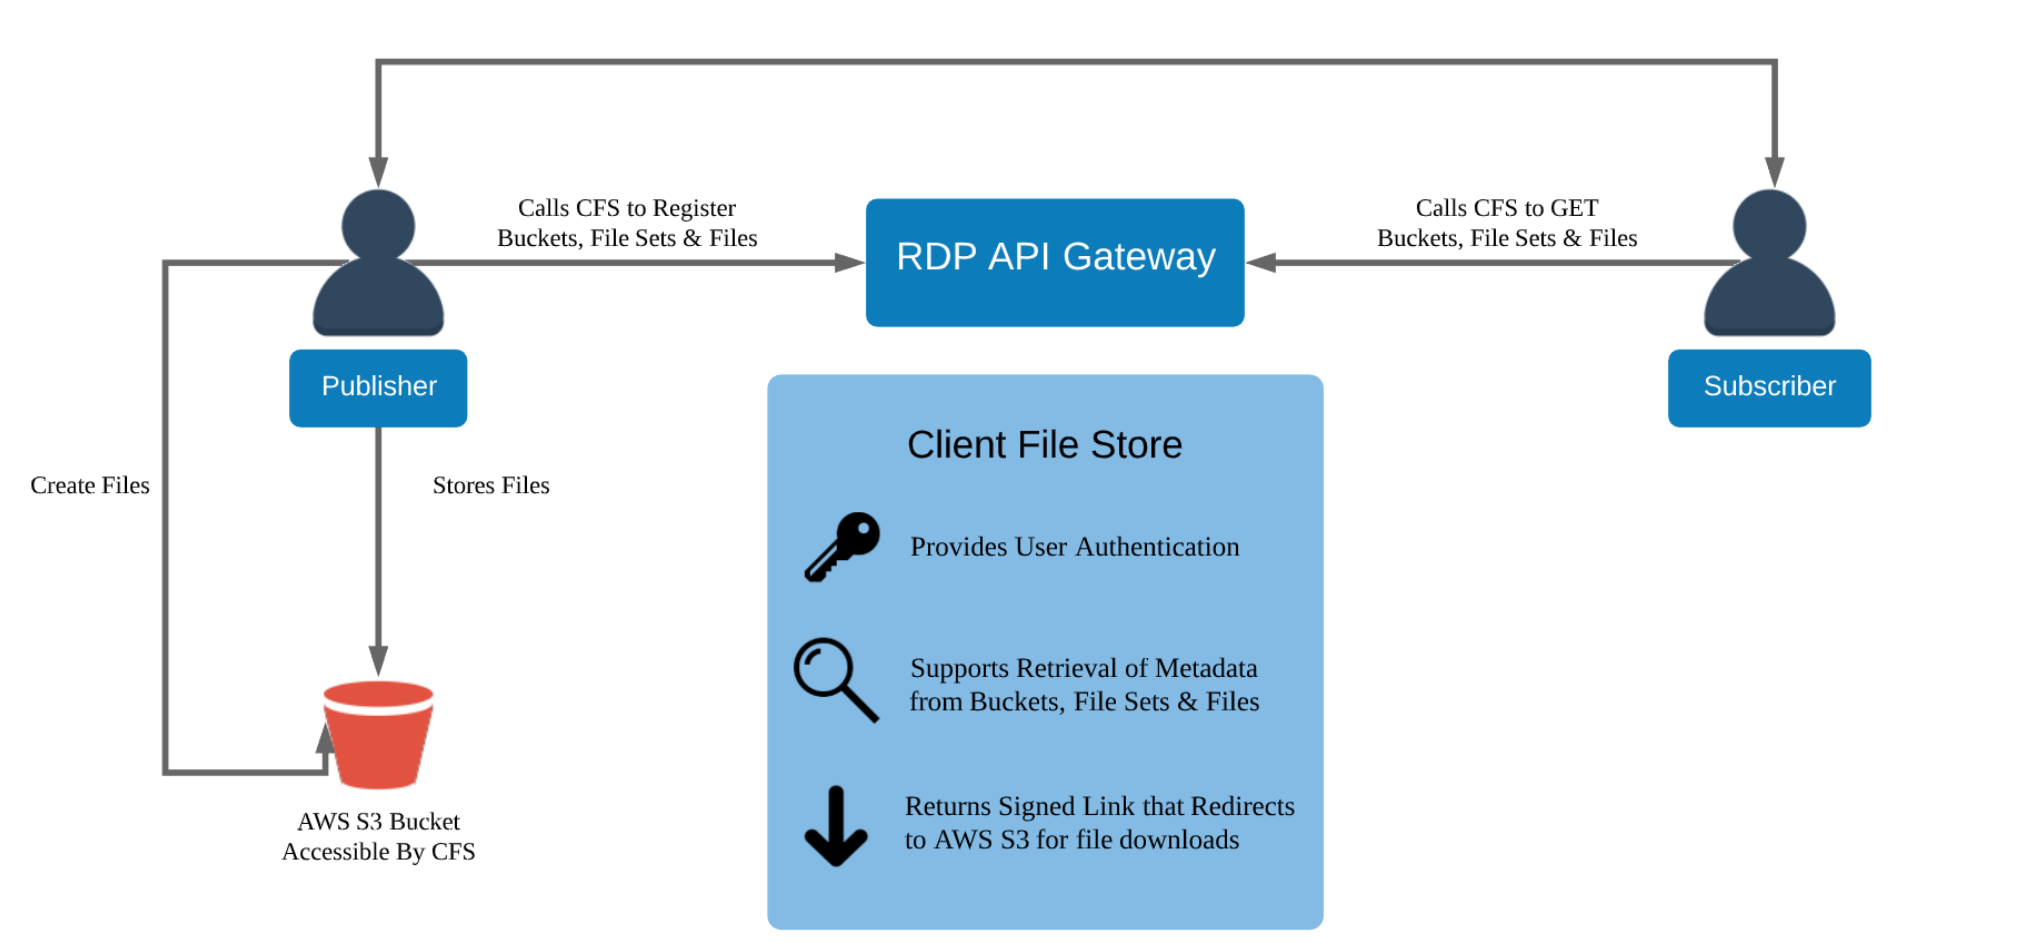 Calls CFS to Register
Buckets, File Sets & Files
RDP API Gateway
Calls CFS to GET
Buckets, File Sets & Files
Publisher
Subscriber
Create Files
Stores Files
Client File Store
Provides User Authentication
Supports Retrieval of Metadata
from Buckets, File Sets & Files
Returns Signed Link that Redirects
to AWS S3 for file downloads
AWS S3 Bucket
Accessible By CFS